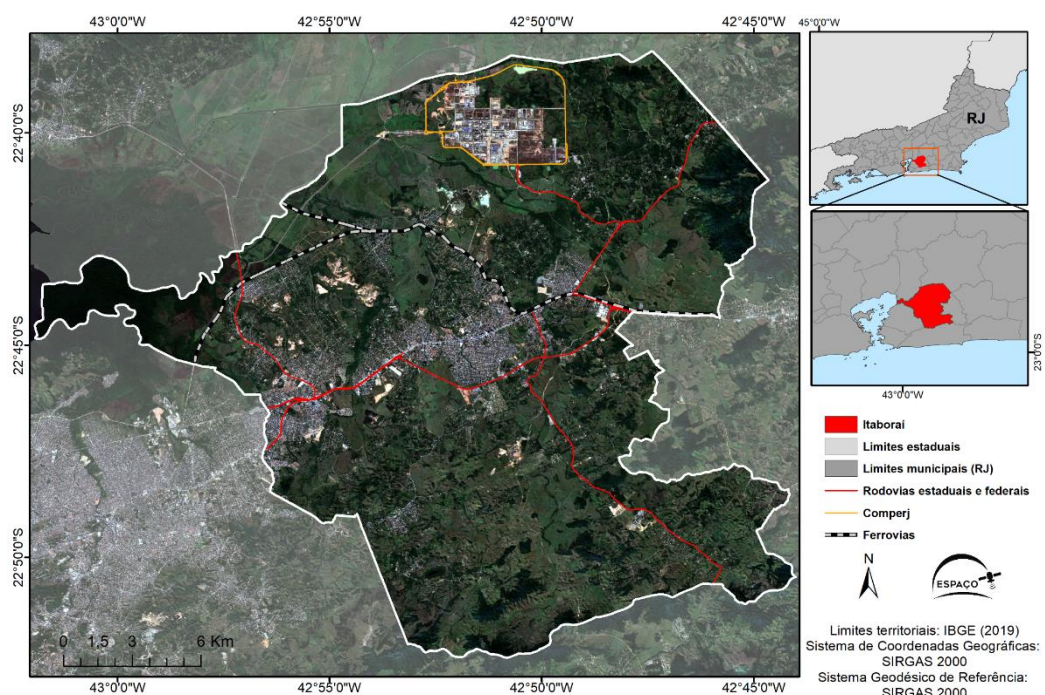 43°0'0"W 42°55'0"W 42°50'0"W 42°45'0"W
45°0'0"W
RJ
22°40'0"S
22°45'0"S
22°50'0"S
23°0'0"S
43°0'0"W
Itaboraí
Limites estaduais
Limites municipais (RJ)
Rodovias estaduais e federais
Comperj
Ferrovias
N
ESPAÇO
0 1,5 3 6 Km
43°0'0"W 42°55'0"W 42°50'0"W 42°45'0"W
Limites territoriais: IBGE (2019)
Sistema de Coordenadas Geográficas:
SIRGAS 2000
Sistema Geodésico de Referência:
SIRGAS 2000